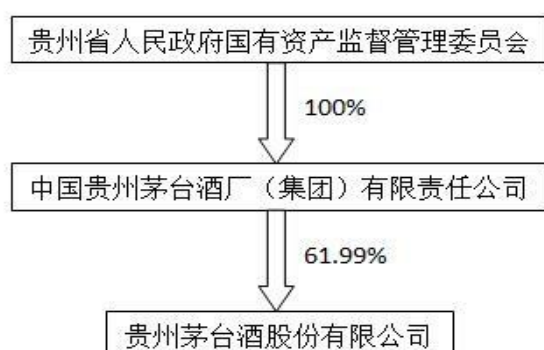 贵州省人民政府国有资产监督管理委员会
100%
中国贵州茅台酒厂（集团）有限责任公司
61.99%
贵州茅台酒股份有限公司